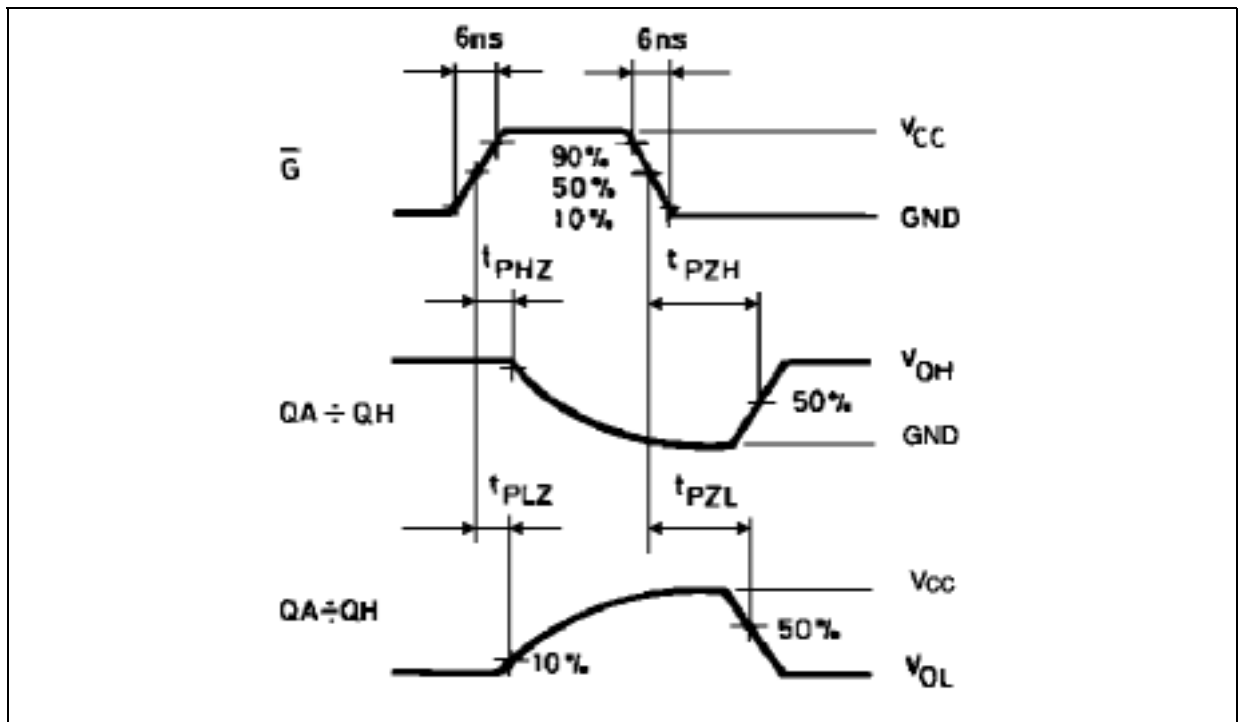 6ns 6ns
G̅
90%
50%
10%
VCC
GND
tPHZ tPZH
QA ÷ QH
VOH
50%
GND
tPLZ tPZL
QA÷QH
Vcc
50%
10%
VOL